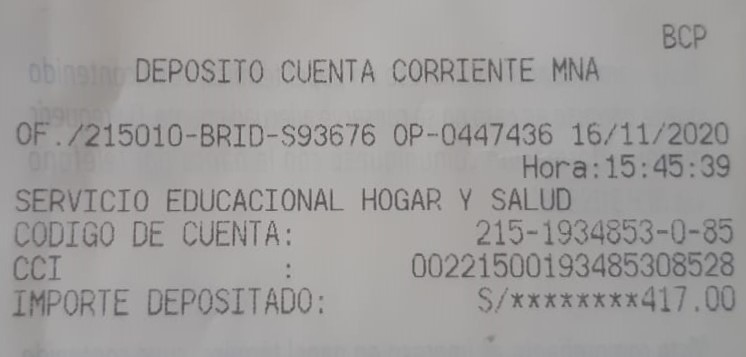 BCP
DEPOSITO CUENTA CORRIENTE MNA
OF./215010-BRID-S93676 OP-0447436 16/11/2020
Hora:15:45:39
SERVICIO EDUCACIONAL HOGAR Y SALUD
CODIGO DE CUENTA: 215-1934853-0-85
CCI : 00221500193485308528
IMPORTE DEPOSITADO: S/********417.00